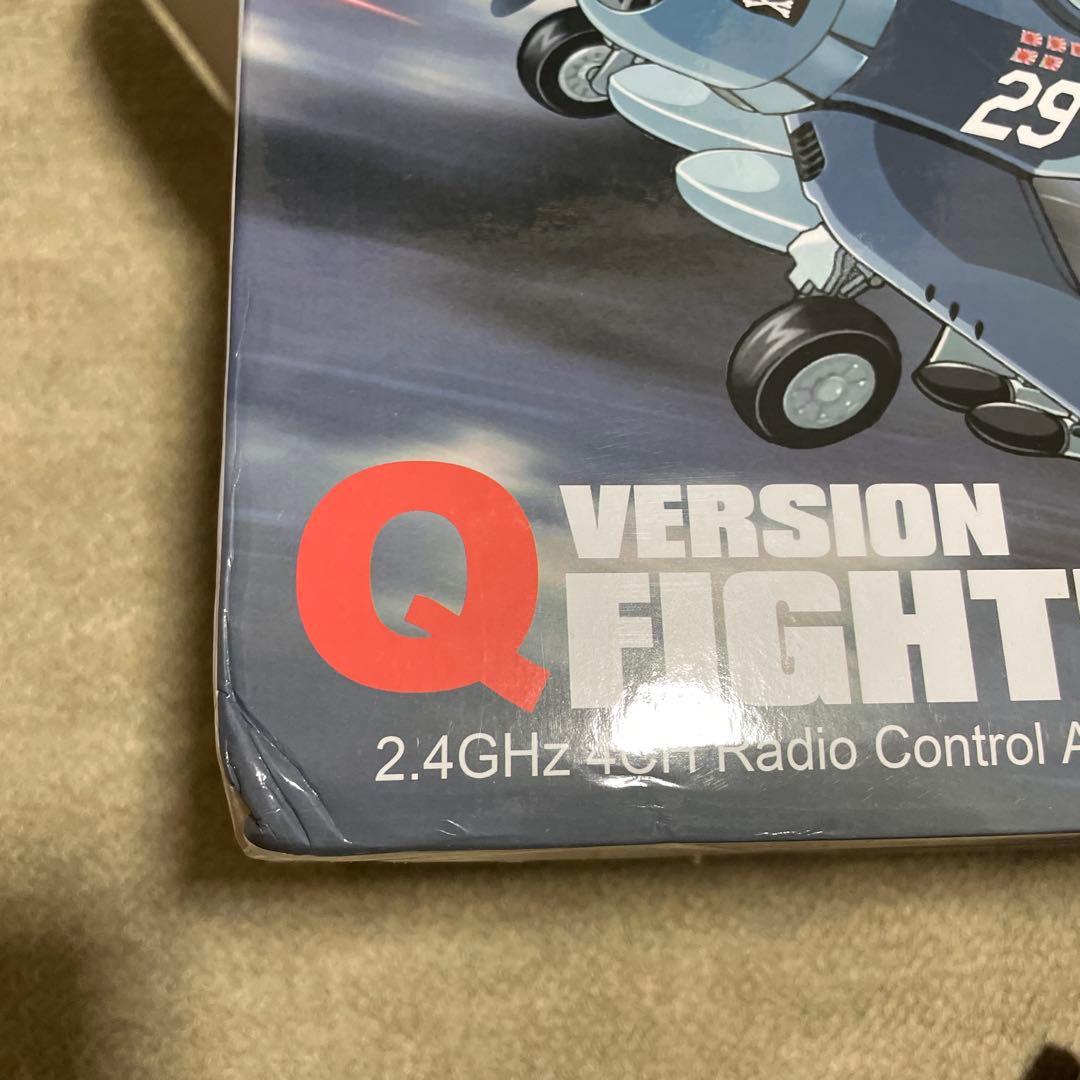 29
Q VERSION
FIGHT
2.4GHz 4CH Radio Control A